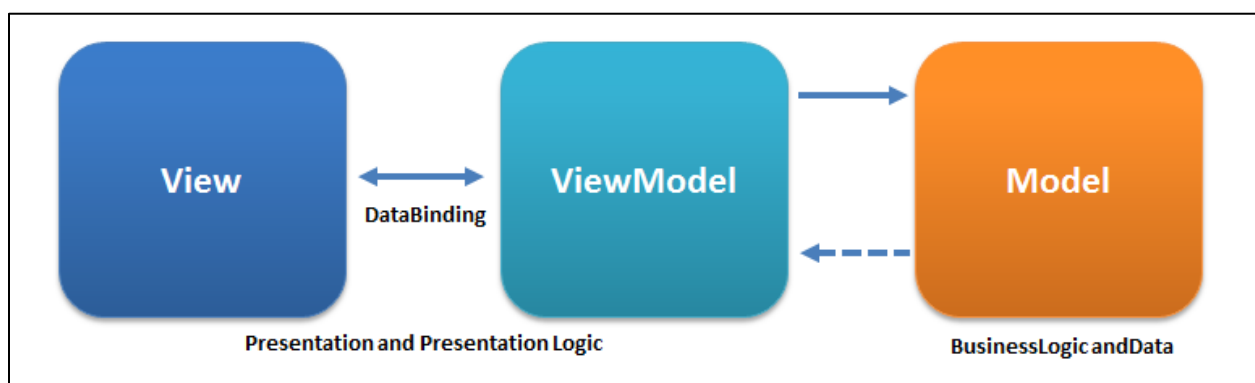 View
ViewModel
Model
DataBinding
Presentation and Presentation Logic
BusinessLogic andData